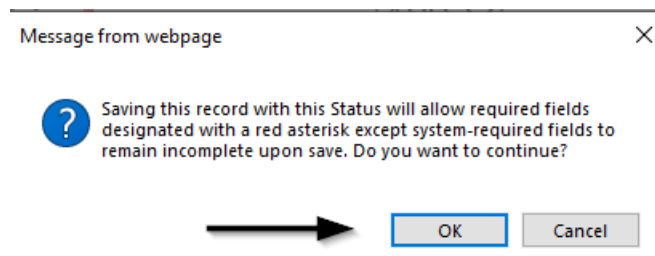 Message from webpage
Saving this record with this Status will allow required fields
designated with a red asterisk except system-required fields to
remain incomplete upon save. Do you want to continue?
OK Cancel